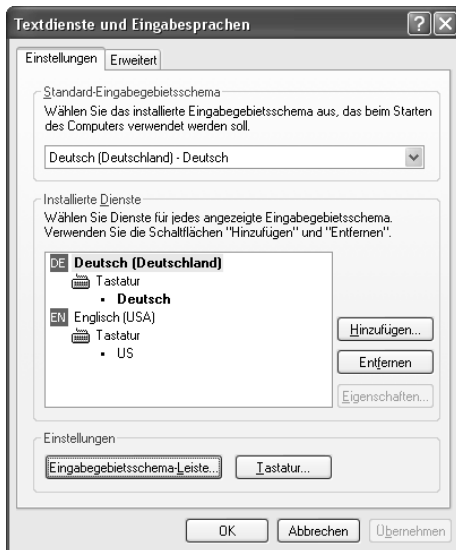 Textdienste und Eingabesprachen
Einstellungen Erweitert
Standard-Eingabegebietsschema
Wählen Sie das installierte Eingabegebietsschema aus, das beim Starten
des Computers verwendet werden soll.
Deutsch (Deutschland) - Deutsch
Installierte Dienste
Wählen Sie Dienste für jedes angezeigte Eingabegebietsschema.
Verwenden Sie die Schaltflächen "Hinzufügen" und "Entfernen".
DE Deutsch (Deutschland)
Tastatur
• Deutsch
EN Englisch (USA)
Tastatur
• US
Hinzufügen...
Entfernen
Eigenschaften...
Einstellungen
Eingabegebietsschema-Leiste... Tastatur...
OK Abbrechen Übernehmen